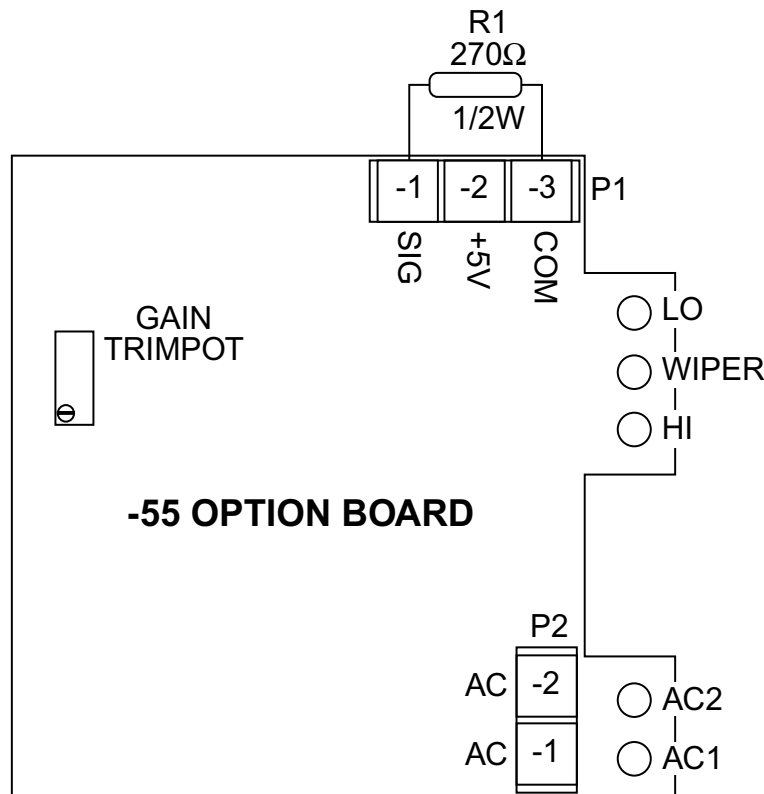 R1
270Ω
1/2W
-1 -2 -3 P1
SIG +5V COM
LO
GAIN
TRIMPOT
WIPER
HI
-55 OPTION BOARD
P2
AC -2 AC2
AC -1 AC1